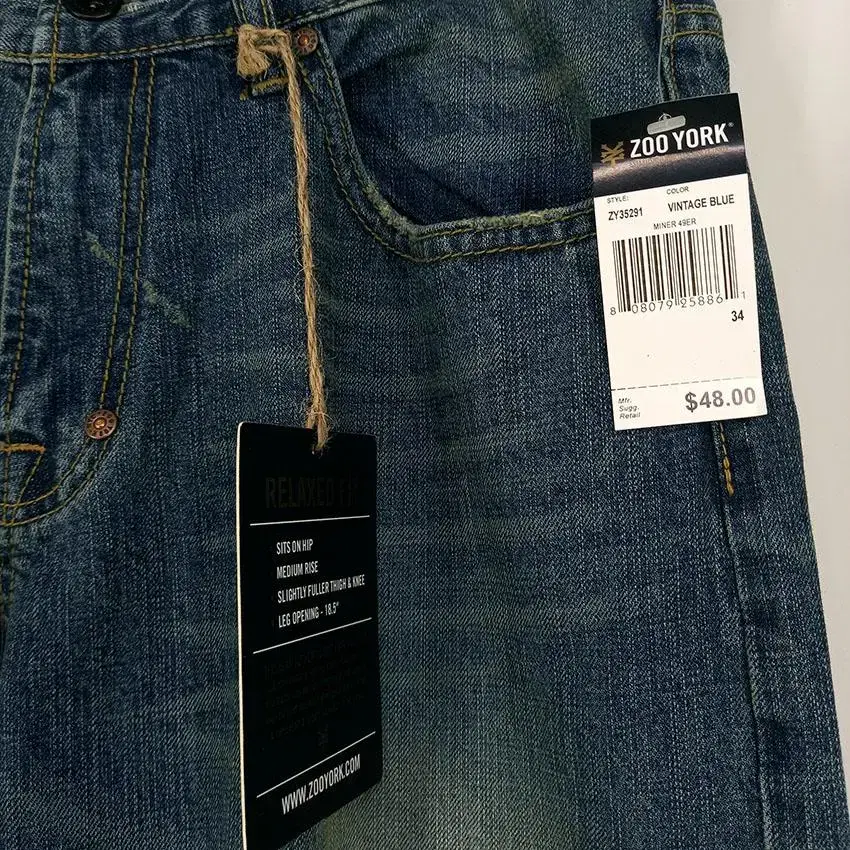 ZOO YORK®
STYLE:
COLOR
ZY35291
VINTAGE BLUE
MINER 49ER
8 08079 25886 1
34
Mfr.
Sugg.
Retail
$48.00
RELAXED FIT
SITS ON HIP
MEDIUM RISE
SLIGHTLY FULLER THIGH & KNEE
LEG OPENING - 18.5"
WWW.ZOOYORK.COM